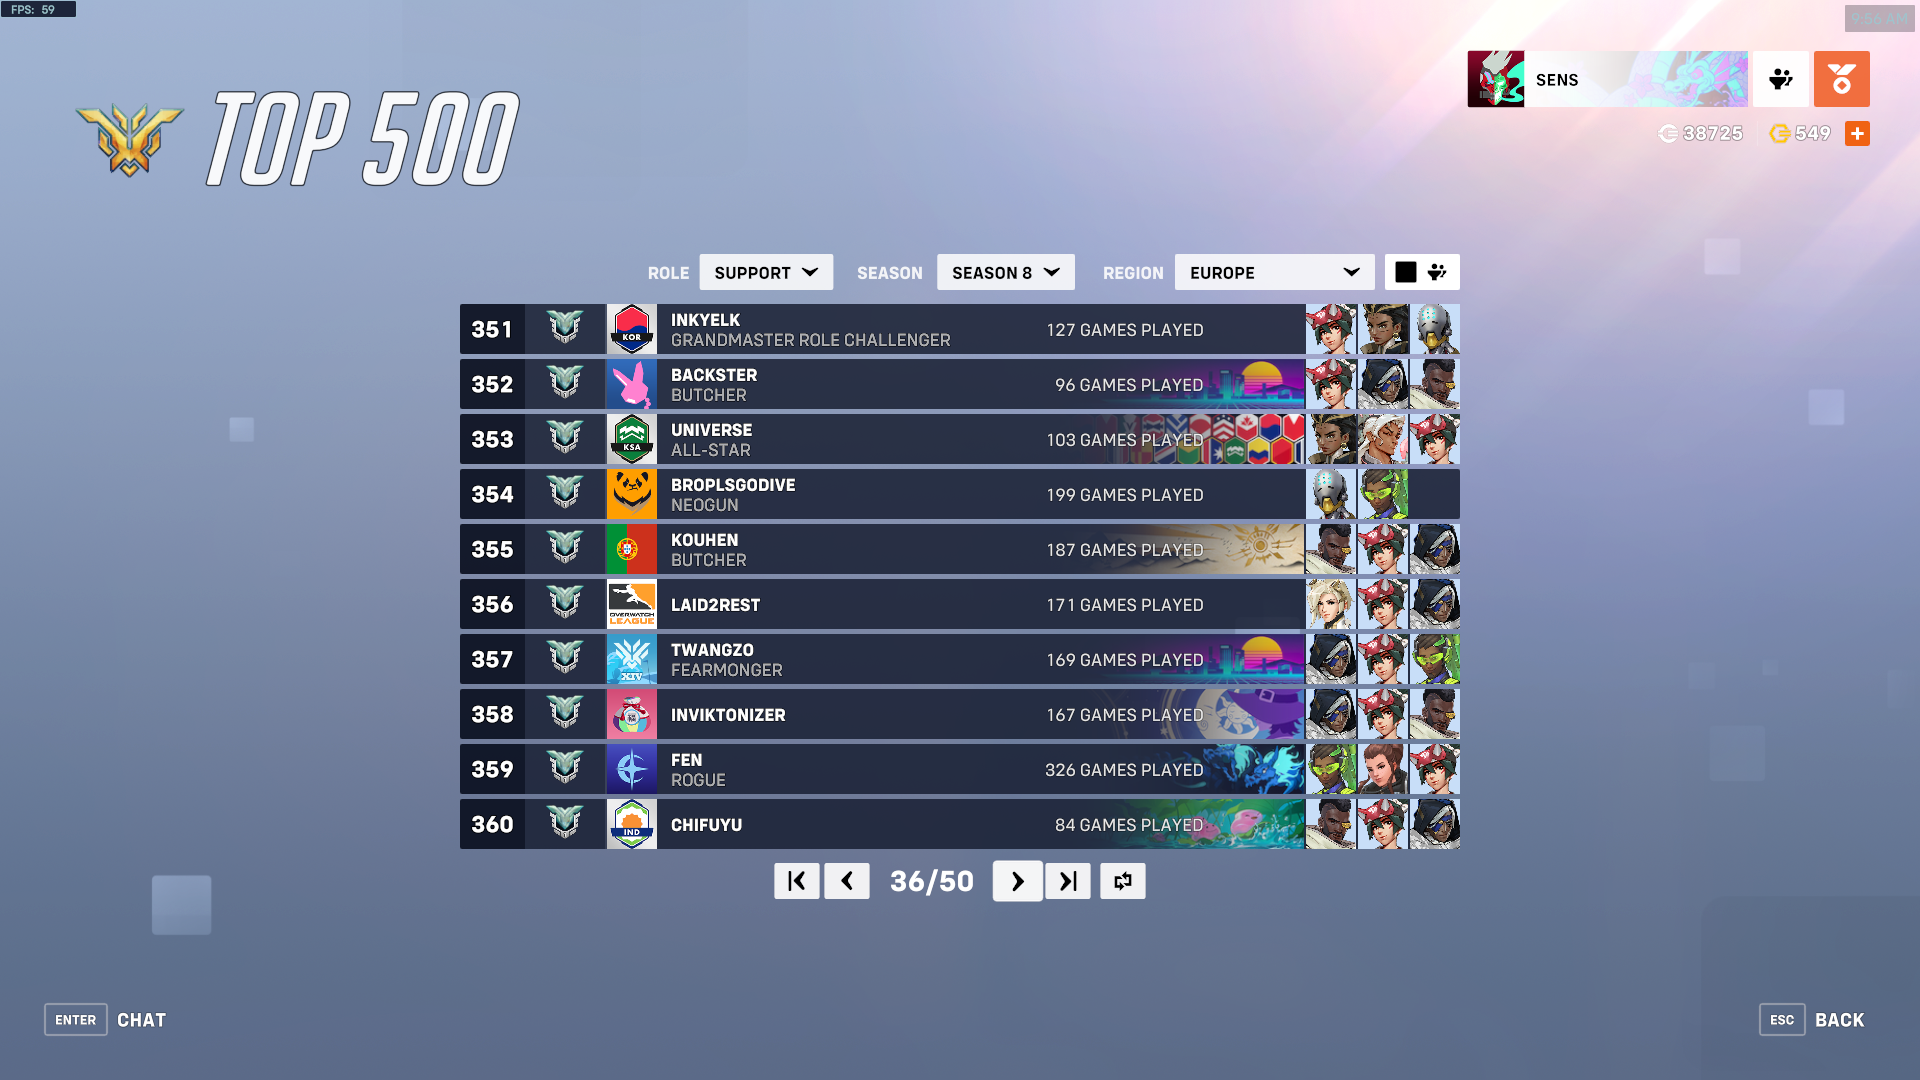 FPS: 59
9:56 AM
TOP 500
SENS
38725
549
ROLE
SUPPORT
SEASON
SEASON 8
REGION
EUROPE
351
KOR
INKYELK
GRANDMASTER ROLE CHALLENGER
127 GAMES PLAYED
352
BACKSTER
BUTCHER
96 GAMES PLAYED
353
KSA
UNIVERSE
ALL-STAR
103 GAMES PLAYED
354
BROPLSGODIVE
NEOGUN
199 GAMES PLAYED
355
KOUHEN
BUTCHER
187 GAMES PLAYED
356
OVERWATCH
LEAGUE
LAID2REST
171 GAMES PLAYED
357
XIV
TWANGZO
FEARMONGER
169 GAMES PLAYED
358
INVIKTONIZER
167 GAMES PLAYED
359
FEN
ROGUE
326 GAMES PLAYED
360
IND
CHIFUYU
84 GAMES PLAYED
36/50
ENTER
CHAT
ESC
BACK